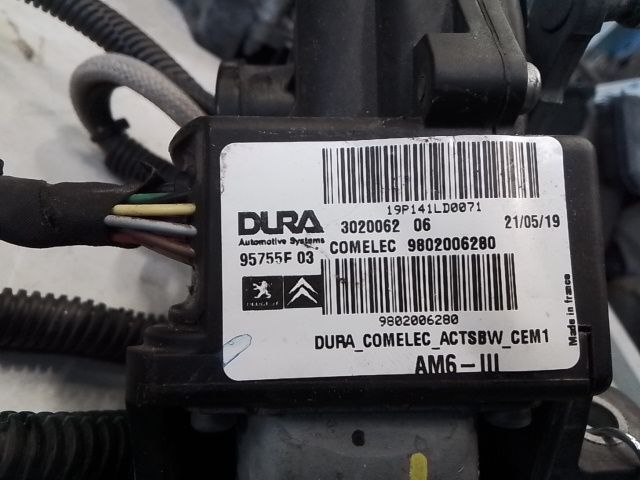 19P141LD0071
DURA
Automotive Systems
3020062 06 21/05/19
COMELEC 9802006280
95755F 03
PEUGEOT
9802006280
DURA_COMELEC_ACTSBW_CEM1
AM6-III
Made in france